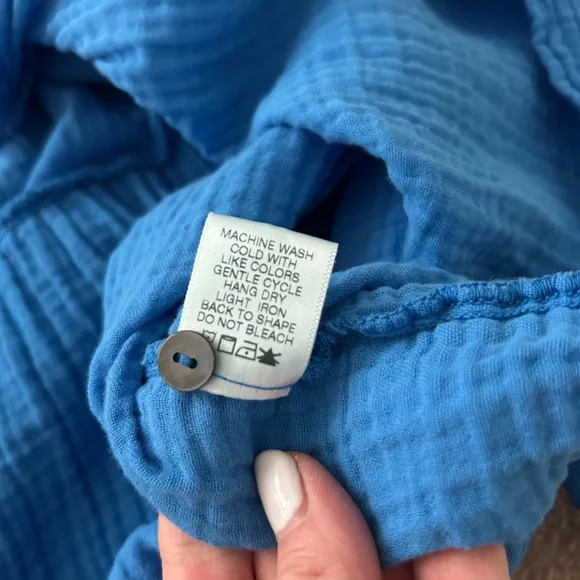 MACHINE WASH
COLD WITH
LIKE COLORS
GENTLE CYCLE
HANG DRY
LIGHT IRON
BACK TO SHAPE
DO NOT BLEACH